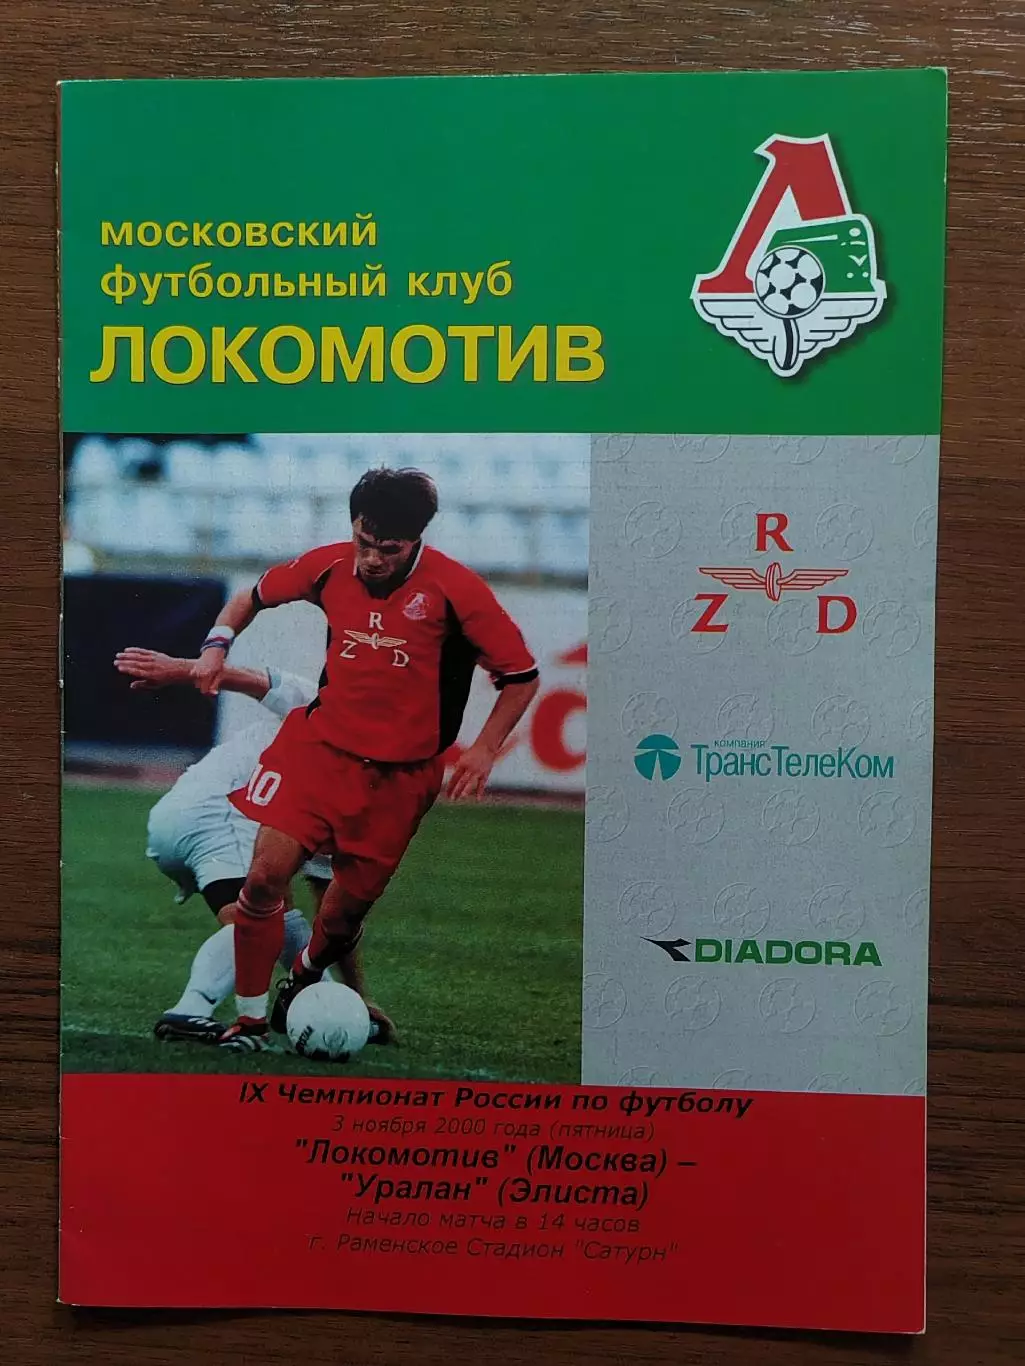 московский
футбольный клуб
ЛОКОМОТИВ
R
Z D
R
Z D
10
компания
ТрансТелеКом
DIADORA
IX Чемпионат России по футболу
3 ноября 2000 года (пятница)
"Локомотив" (Москва) –
"Уралан" (Элиста)
Начало матча в 14 часов
г. Раменское Стадион "Сатурн"